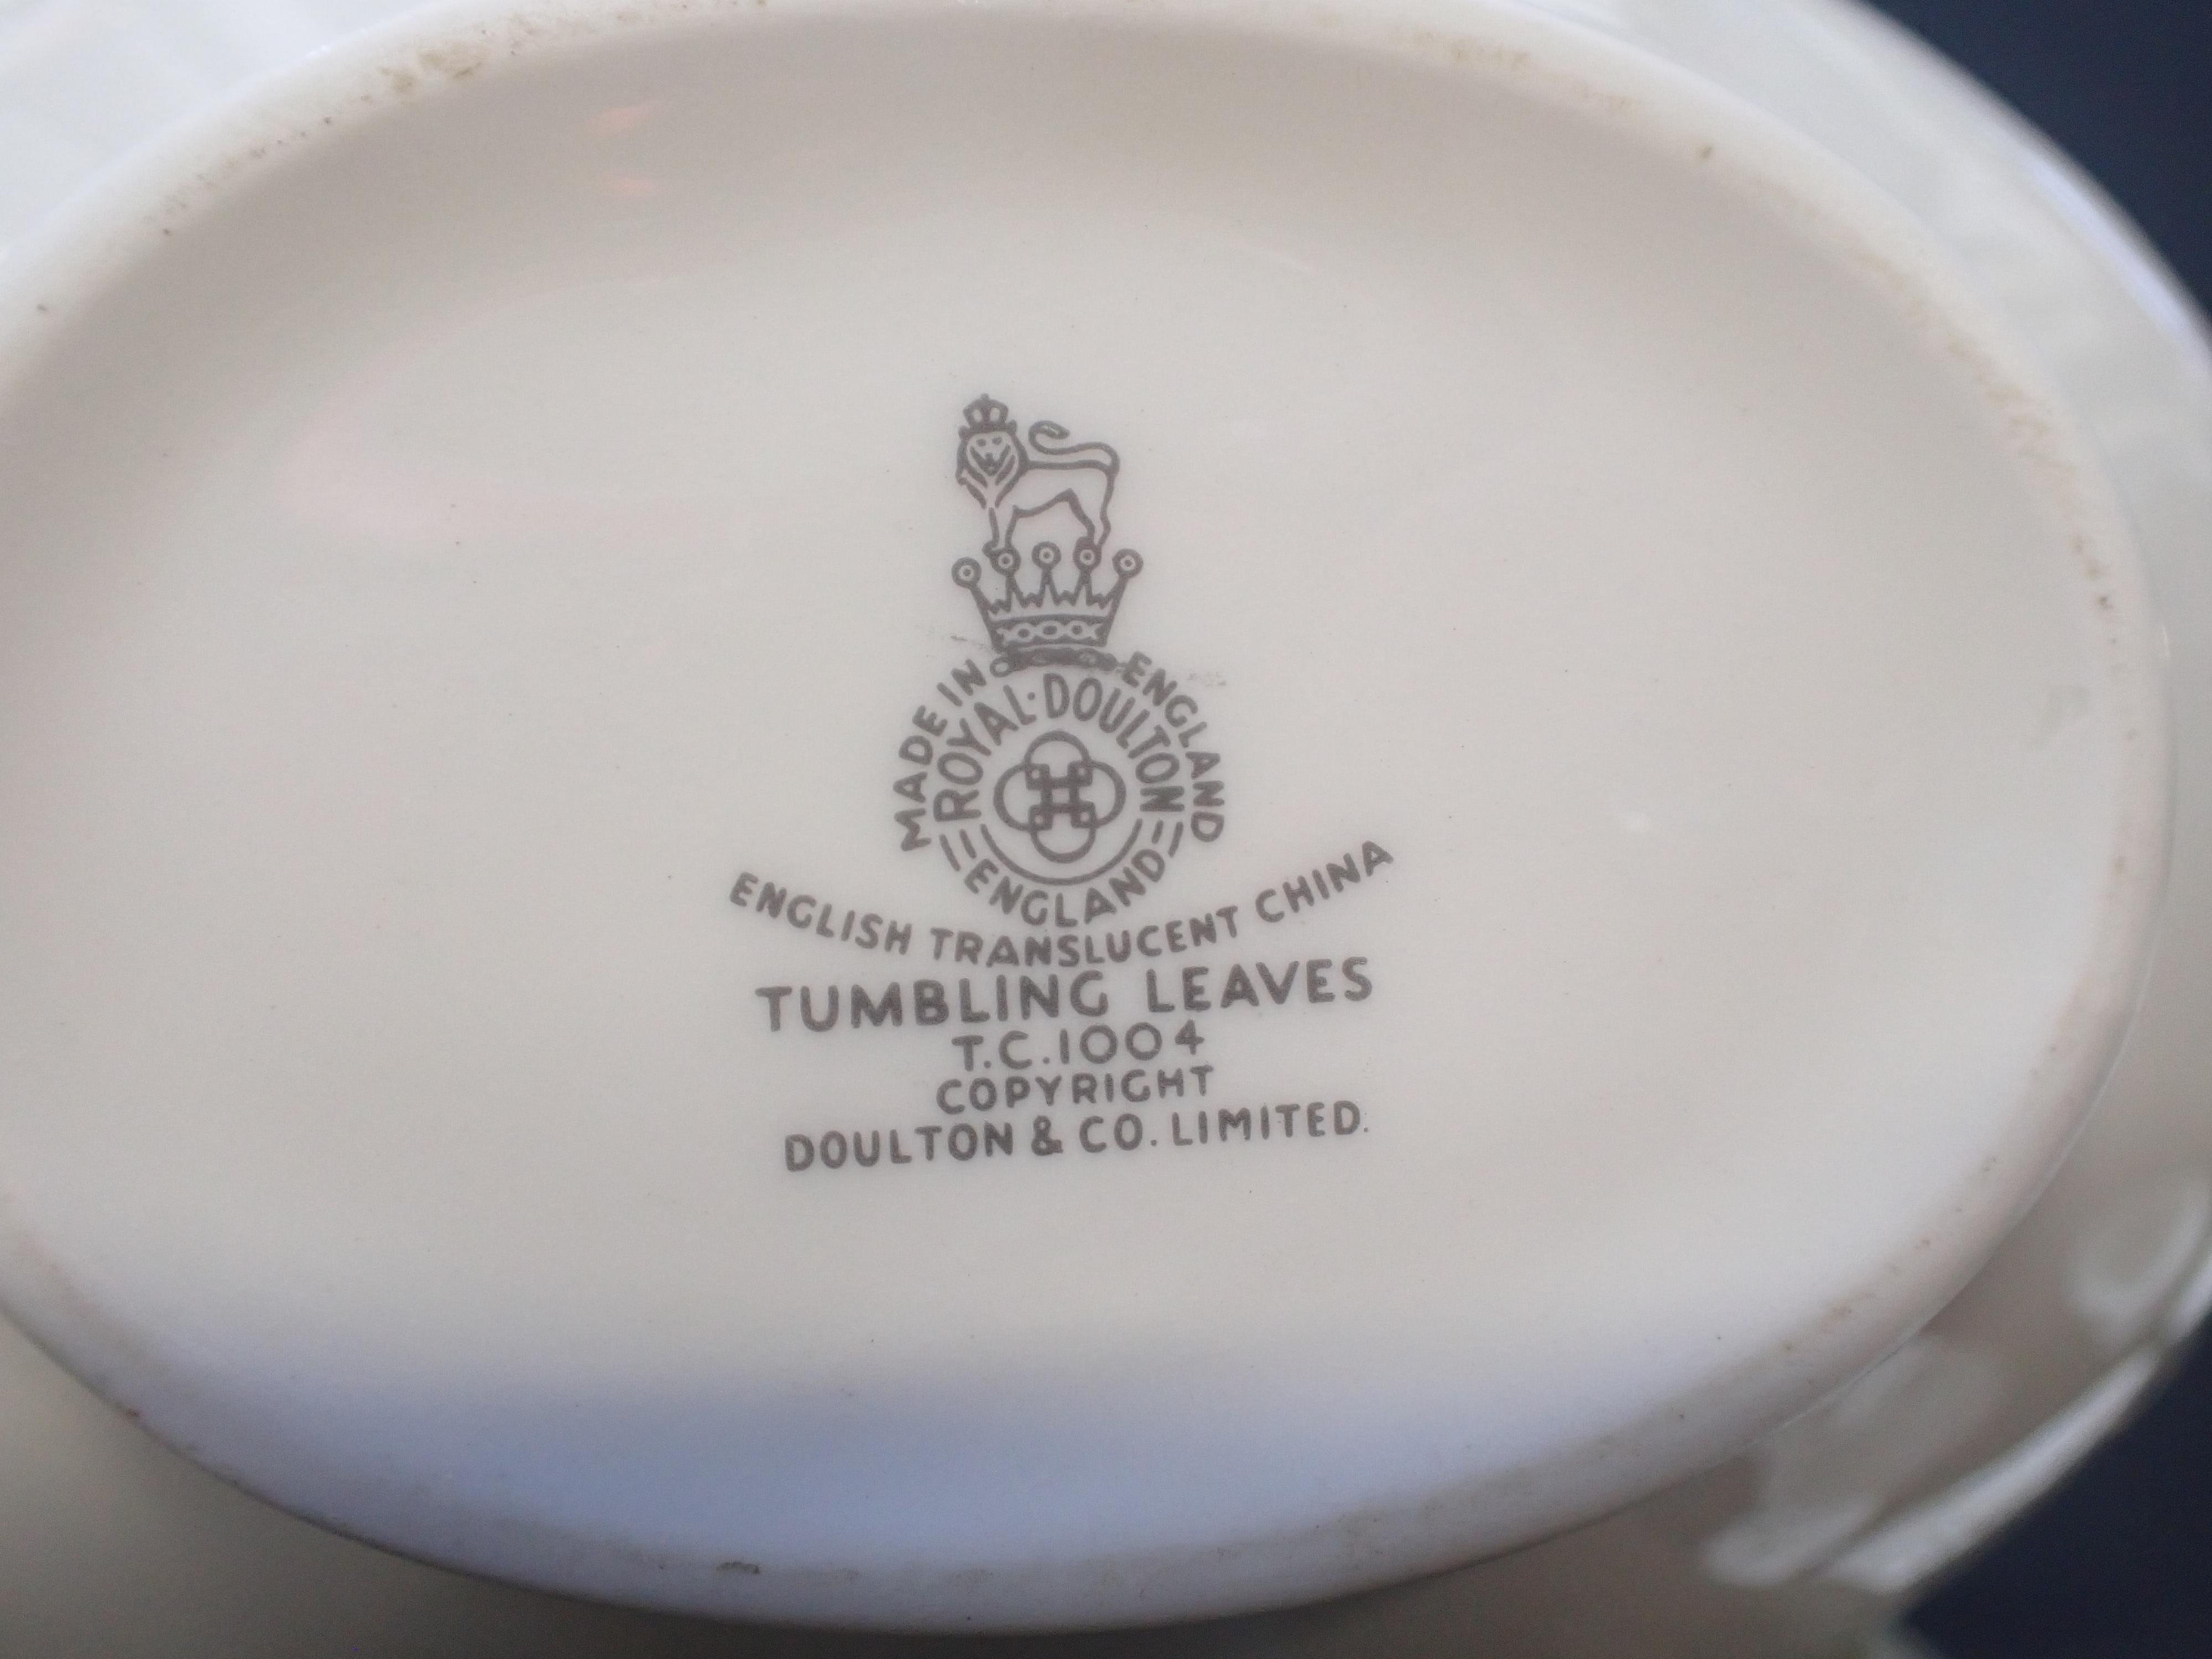 MADE IN ENGLAND
ROYAL·DOULTON
ENGLAND
ENGLISH TRANSLUCENT CHINA
TUMBLING LEAVES
T.C.1004
COPYRIGHT
DOULTON & CO. LIMITED.